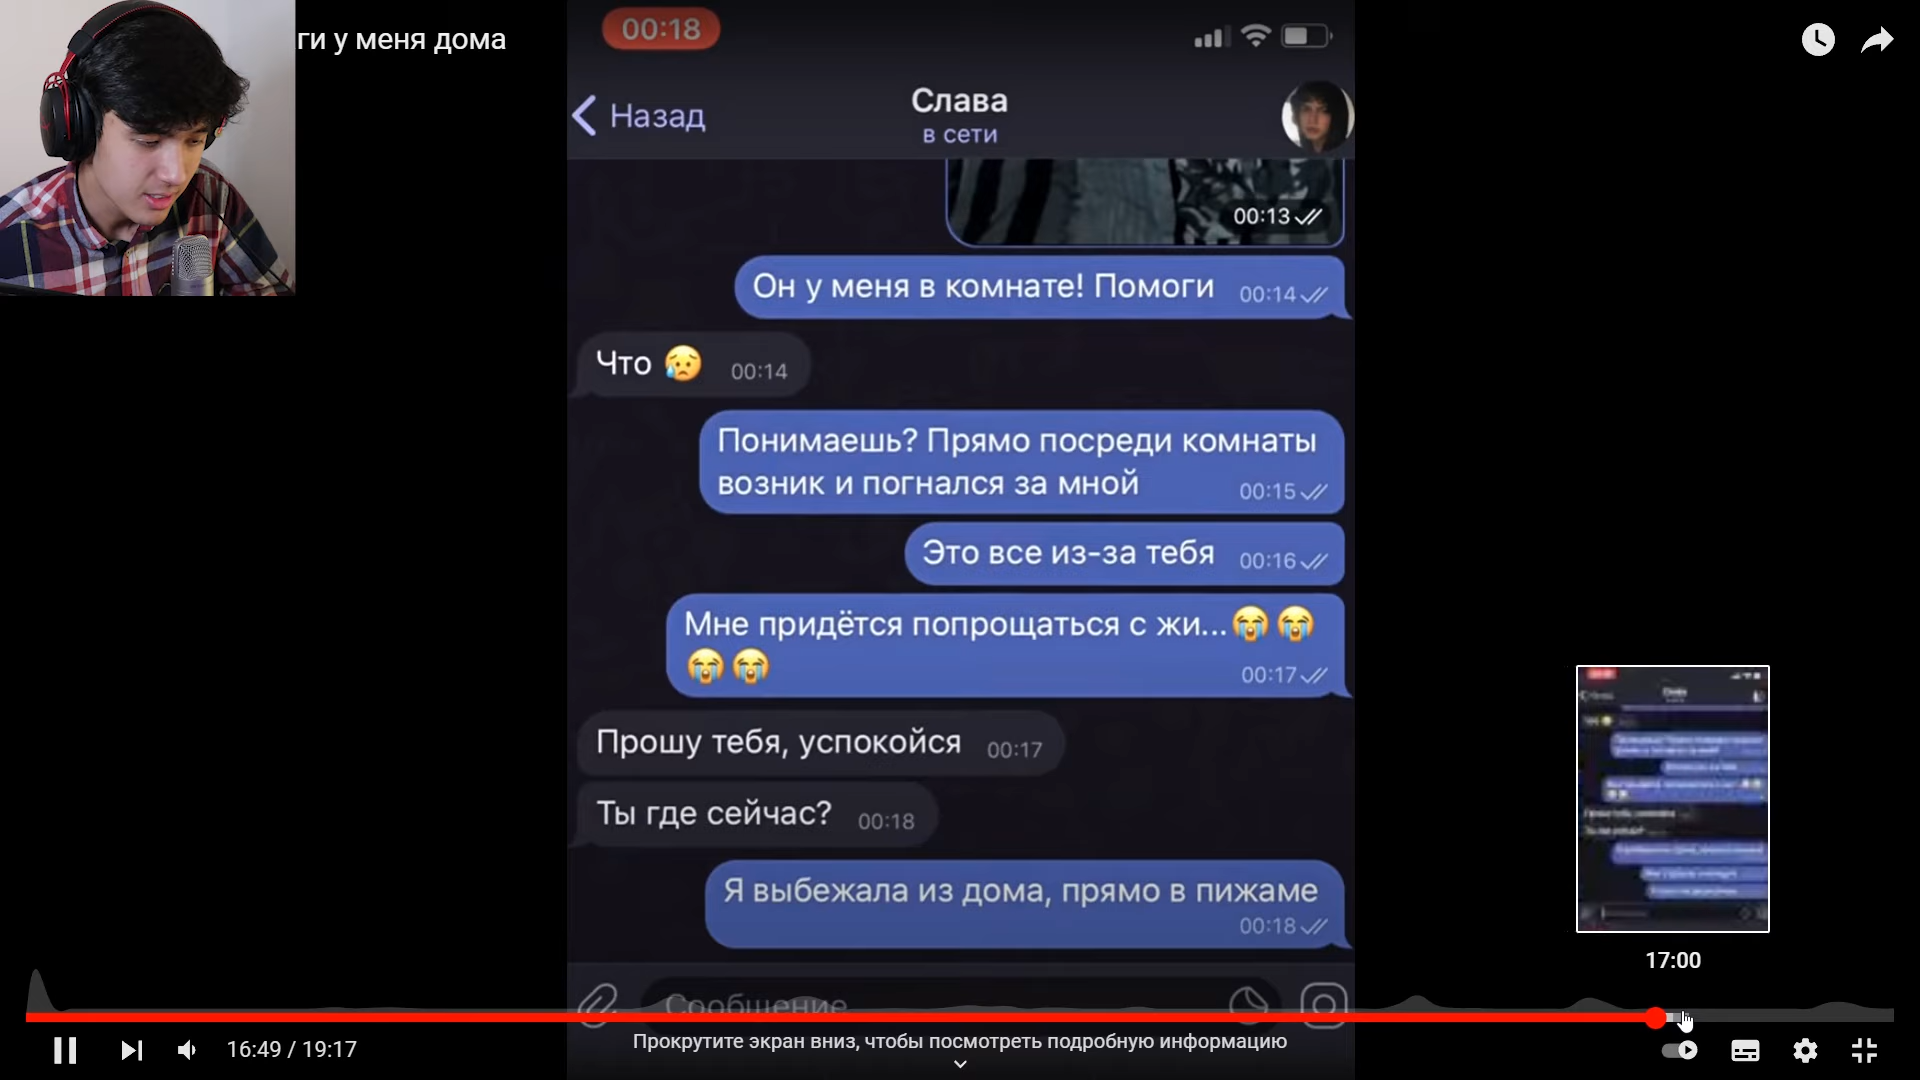 ги у меня дома
00:18
Назад
Слава
в сети
00:13
Он у меня в комнате! Помоги 00:14
Что 😥 00:14
Понимаешь? Прямо посреди комнаты
возник и погнался за мной 00:15
Это все из-за тебя 00:16
Мне придётся попрощаться с жи...😭😭
😭😭 00:17
Прошу тебя, успокойся 00:17
Ты где сейчас? 00:18
Я выбежала из дома, прямо в пижаме
00:18
Сообщение
17:00
16:49 / 19:17
Прокрутите экран вниз, чтобы посмотреть подробную информацию